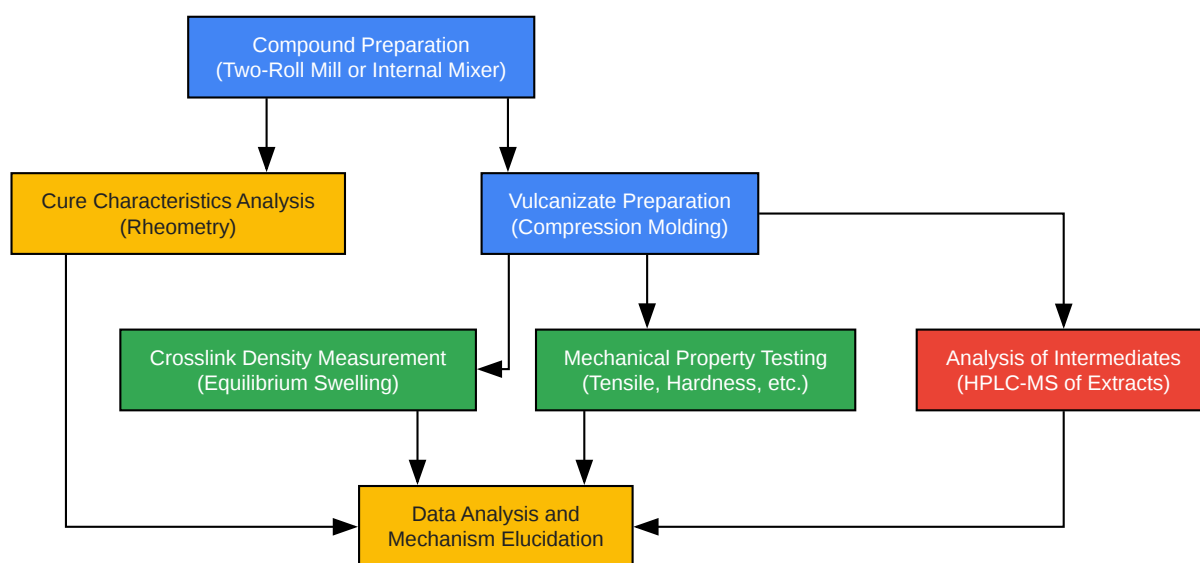 Compound Preparation
(Two-Roll Mill or Internal Mixer)
Cure Characteristics Analysis
(Rheometry)
Vulcanizate Preparation
(Compression Molding)
Crosslink Density Measurement
(Equilibrium Swelling)
Mechanical Property Testing
(Tensile, Hardness, etc.)
Analysis of Intermediates
(HPLC-MS of Extracts)
Data Analysis and
Mechanism Elucidation